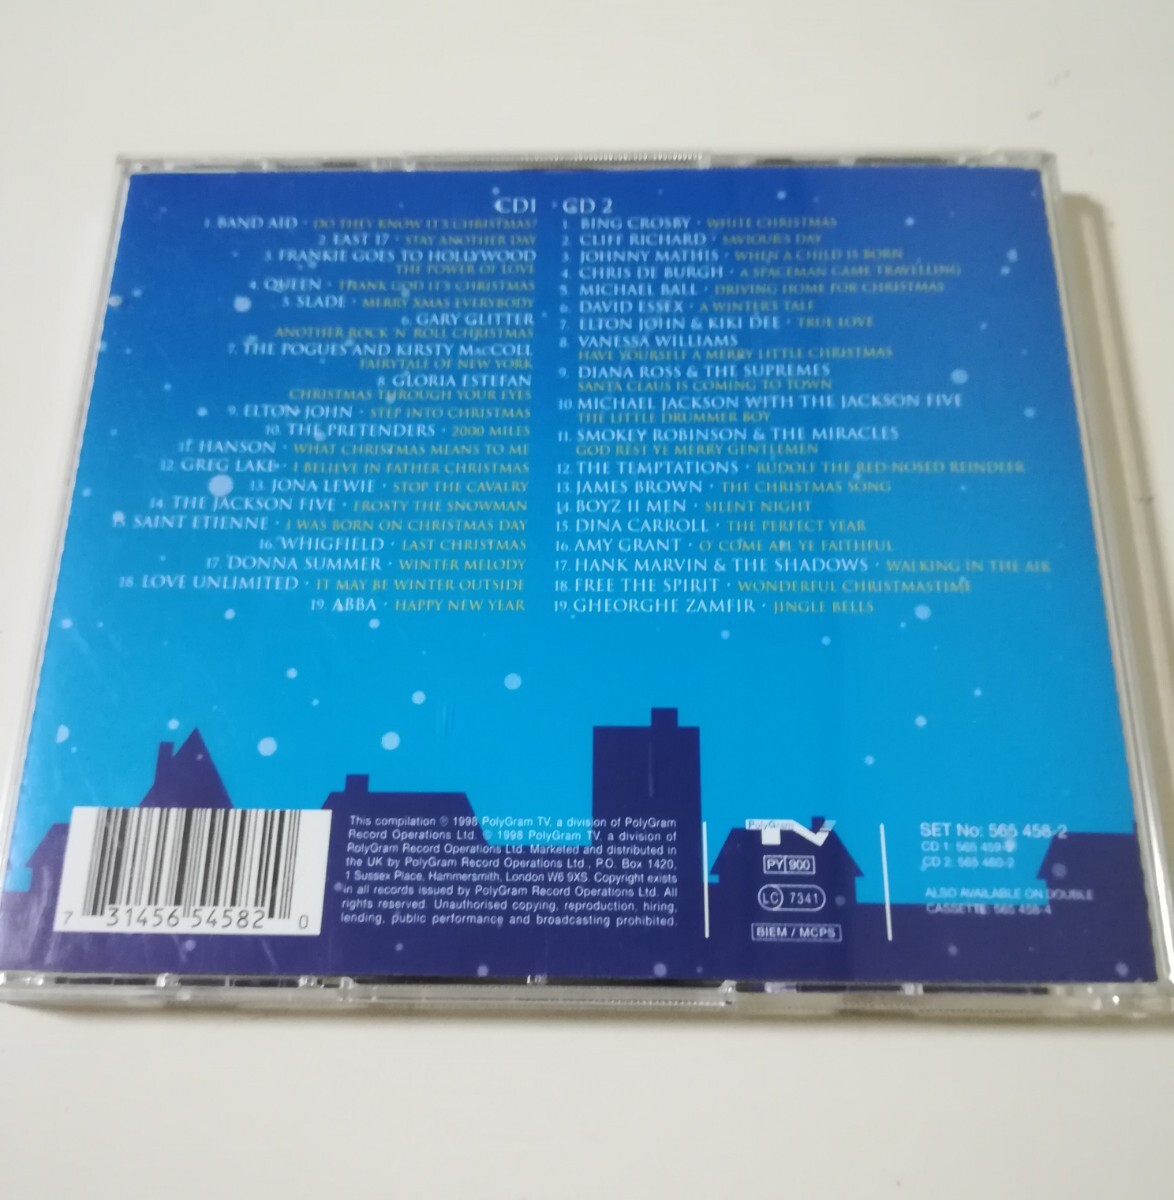 CD1
1. BAND AID · DO THEY KNOW IT'S CHRISTMAS?
2. EAST 17 · STAY ANOTHER DAY
3. FRANKIE GOES TO HOLLYWOOD
THE POWER OF LOVE
4. QUEEN · THANK GOD IT'S CHRISTMAS
5. SLADE · MERRY XMAS EVERYBODY
6. GARY GLITTER
ANOTHER ROCK 'N' ROLL CHRISTMAS
7. THE POGUES AND KIRSTY MACCOLL
FAIRYTALE OF NEW YORK
8. GLORIA ESTEFAN
CHRISTMAS THROUGH YOUR EYES
9. ELTON JOHN · STEP INTO CHRISTMAS
10. THE PRETENDERS · 2000 MILES
11. HANSON · WHAT CHRISTMAS MEANS TO ME
12. GREG LAKE · I BELIEVE IN FATHER CHRISTMAS
13. JONA LEWIE · STOP THE CAVALRY
14. THE JACKSON FIVE · FROSTY THE SNOWMAN
15. SAINT ETIENNE · I WAS BORN ON CHRISTMAS DAY
16. WHIGFIELD · LAST CHRISTMAS
17. DONNA SUMMER · WINTER MELODY
18. LOVE UNLIMITED · IT MAY BE WINTER OUTSIDE
19. ABBA · HAPPY NEW YEAR
CD 2
1. BING CROSBY · WHITE CHRISTMAS
2. CLIFF RICHARD · SAVIOUR'S DAY
3. JOHNNY MATHIS · WHEN A CHILD IS BORN
4. CHRIS DE BURGH · A SPACEMAN CAME TRAVELLING
5. MICHAEL BALL · DRIVING HOME FOR CHRISTMAS
6. DAVID ESSEX · A WINTER'S TALE
7. ELTON JOHN & KIKI DEE · TRUE LOVE
8. VANESSA WILLIAMS
HAVE YOURSELF A MERRY LITTLE CHRISTMAS
9. DIANA ROSS & THE SUPREMES
SANTA CLAUS IS COMING TO TOWN
10. MICHAEL JACKSON WITH THE JACKSON FIVE
THE LITTLE DRUMMER BOY
11. SMOKEY ROBINSON & THE MIRACLES
GOD REST YE MERRY GENTLEMEN
12. THE TEMPTATIONS · RUDOLF THE RED-NOSED REINDEER
13. JAMES BROWN · THE CHRISTMAS SONG
14. BOYZ II MEN · SILENT NIGHT
15. DINA CARROLL · THE PERFECT YEAR
16. AMY GRANT · O' COME ALL YE FAITHFUL
17. HANK MARVIN & THE SHADOWS · WALKING IN THE AIR
18. FREE THE SPIRIT · WONDERFUL CHRISTMASTIME
19. GHEORGHE ZAMFIR · JINGLE BELLS
7 31456 54582 0
This compilation ℗ 1998 PolyGram TV, a division of PolyGram
Record Operations Ltd. © 1998 PolyGram TV, a division of
PolyGram Record Operations Ltd. Marketed and distributed in
the UK by PolyGram Record Operations Ltd., P.O. Box 1420,
1 Sussex Place, Hammersmith, London W6 9XS. Copyright exists
in all records issued by PolyGram Record Operations Ltd. All
rights reserved. Unauthorised copying, reproduction, hiring,
lending, public performance and broadcasting prohibited.
PolyGram TV
PY 900
LC 7341
BIEM / MCPS
SET No: 565 458-2
CD 1: 565 459-2
CD 2: 565 460-2
ALSO AVAILABLE ON DOUBLE
CASSETTE: 565 458-4